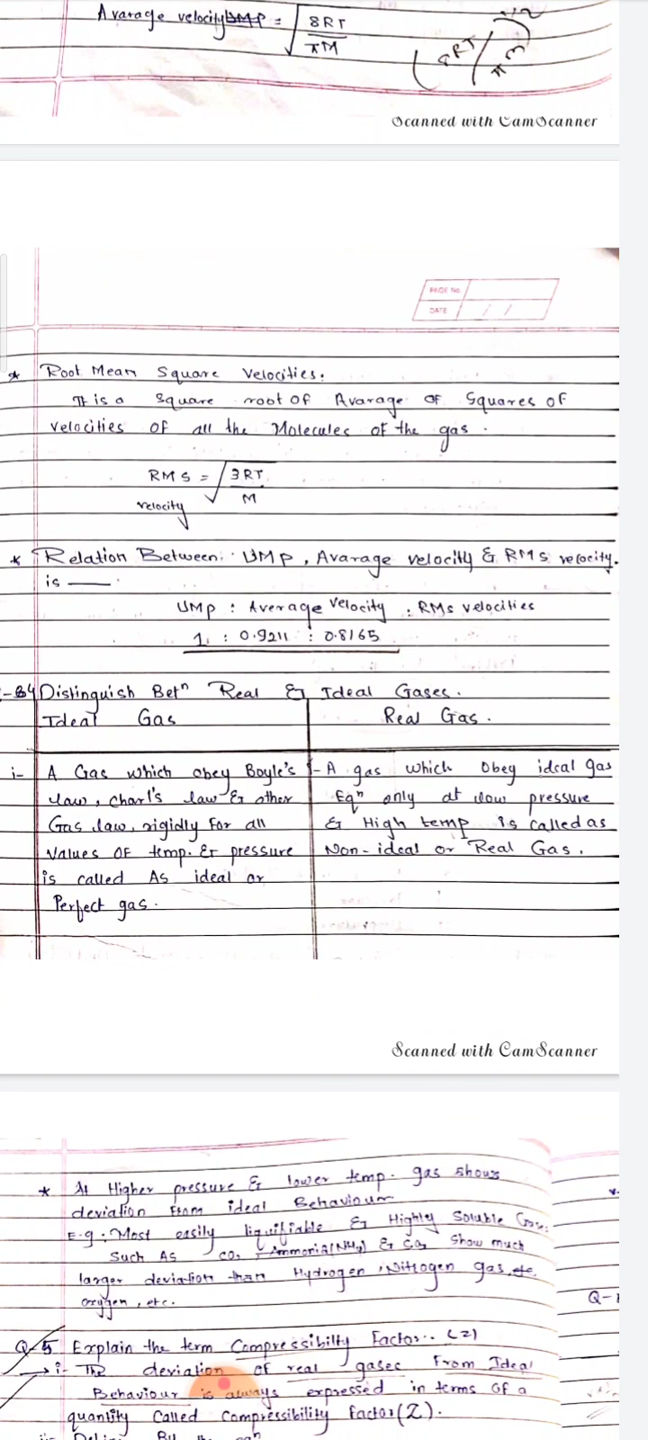 Avarage velocity UMP = √8RT/πM (8RT/πM)^1/2
Scanned with CamScanner
PAGE No.
DATE / /
* Root Mean Square Velocities.
It is a Square root of Avarage of Squares of
velocities of all the Molecules of the gas.
RMS velocity = √3RT/M
* Relation Between UMP, Avarage velocity & RMS velocity.
is —
UMP : Average velocity : RMS velocities
1 : 0.9211 : 0.8165
Distinguish Betn Real & Ideal Gases.
Ideal Gas
Real Gas.
i- A Gas which obey Boyle's
law, Charl's law & other
Gas law, rigidly for all
values of temp. & pressure
is called As ideal or
Perfect gas.
- A gas which obey ideal gas
Eqn only at low pressure
& High temp is called as
Non-ideal or Real Gas.
Scanned with CamScanner
* At Higher pressure & lower temp. gas shows
deviation from ideal Behaviour
E.g. Most easily liquifiable & Highly Soluble
Such As CO2, Ammonia(NH3) & show much
larger deviation than Hydrogen, Nittogen gas, etc.
oxygen, etc.
Q-
Q-5 Explain the term Compressibilty Factor.. (z)
→ i- The deviation of real gases from Ideal
Behaviour is always expressed in terms of a
quantity called Compressibility factor(Z).